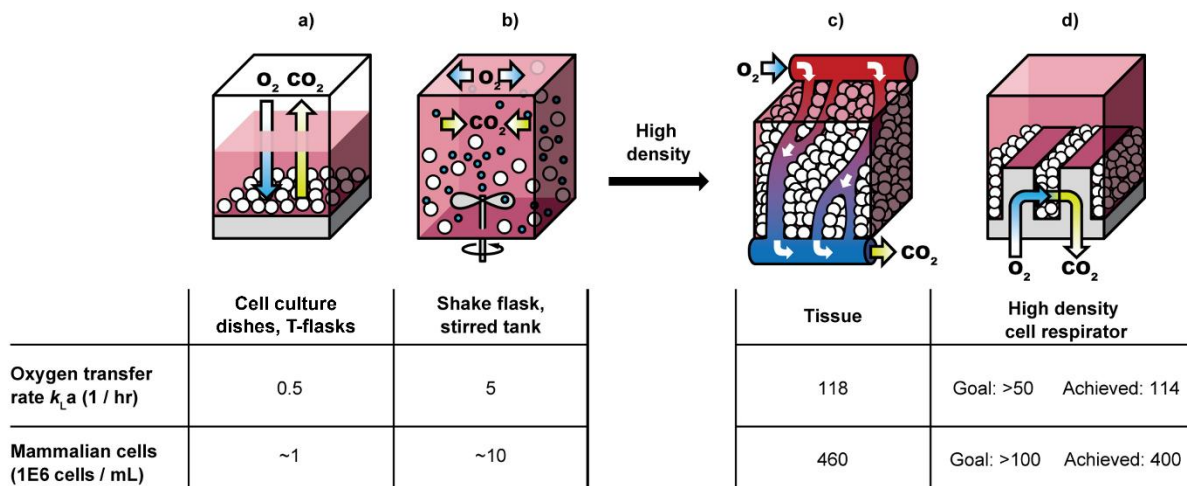 a)
b)
c)
d)
O₂ CO₂
O₂
CO₂
High
density
O₂
CO₂
O₂ CO₂
Cell culture
dishes, T-flasks
Shake flask,
stirred tank
Tissue
High density
cell respirator
Oxygen transfer
rate kLa (1 / hr)
0.5
5
118
Goal: >50 Achieved: 114
Mammalian cells
(1E6 cells / mL)
~1
~10
460
Goal: >100 Achieved: 400